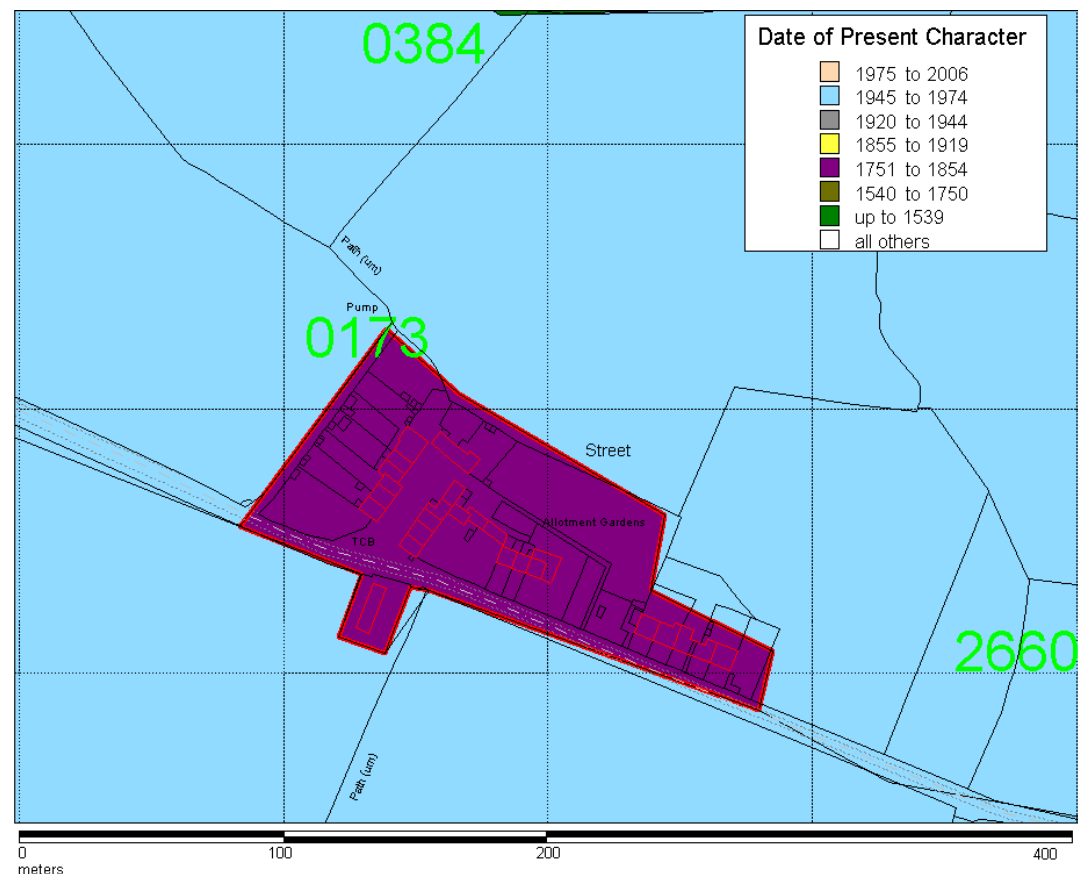 0384
Date of Present Character
1975 to 2006
1945 to 1974
1920 to 1944
1855 to 1919
1751 to 1854
1540 to 1750
up to 1539
all others
Path (um)
Pump
0173
Street
Allotment Gardens
TCB
2660
Path (um)
0 100 200 400
meters